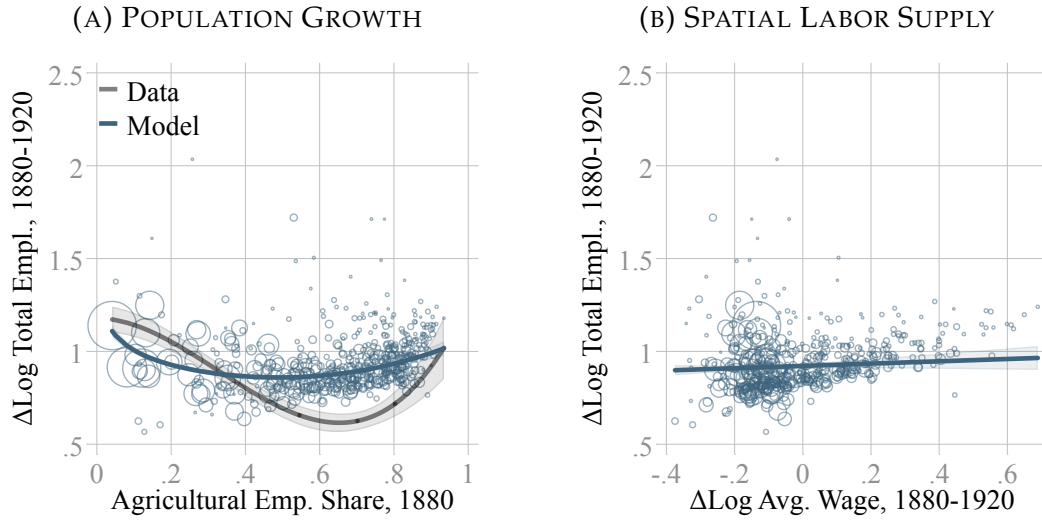 (A) POPULATION GROWTH
ΔLog Total Empl., 1880-1920
2.5
2
1.5
1
.5
Data
Model
0 .2 .4 .6 .8 1
Agricultural Emp. Share, 1880
(B) SPATIAL LABOR SUPPLY
ΔLog Total Empl., 1880-1920
2.5
2
1.5
1
.5
-.4 -.2 0 .2 .4 .6
ΔLog Avg. Wage, 1880-1920